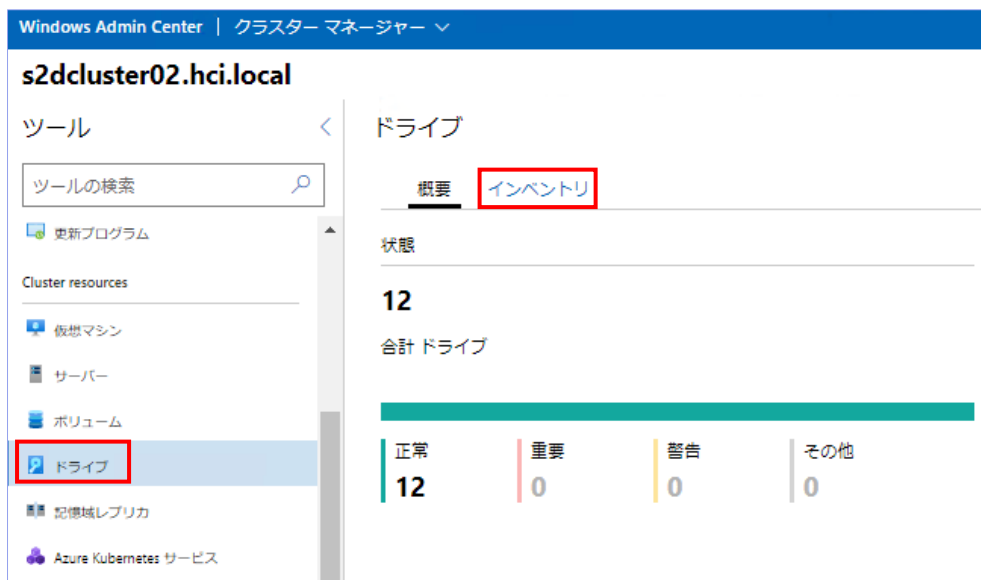 Windows Admin Center | クラスター マネージャー
s2dcluster02.hci.local
ツール
ツールの検索
更新プログラム
Cluster resources
仮想マシン
サーバー
ボリューム
ドライブ
記憶域レプリカ
Azure Kubernetes サービス
ドライブ
概要 インベントリ
状態
12
合計 ドライブ
正常 重要 警告 その他
12 0 0 0